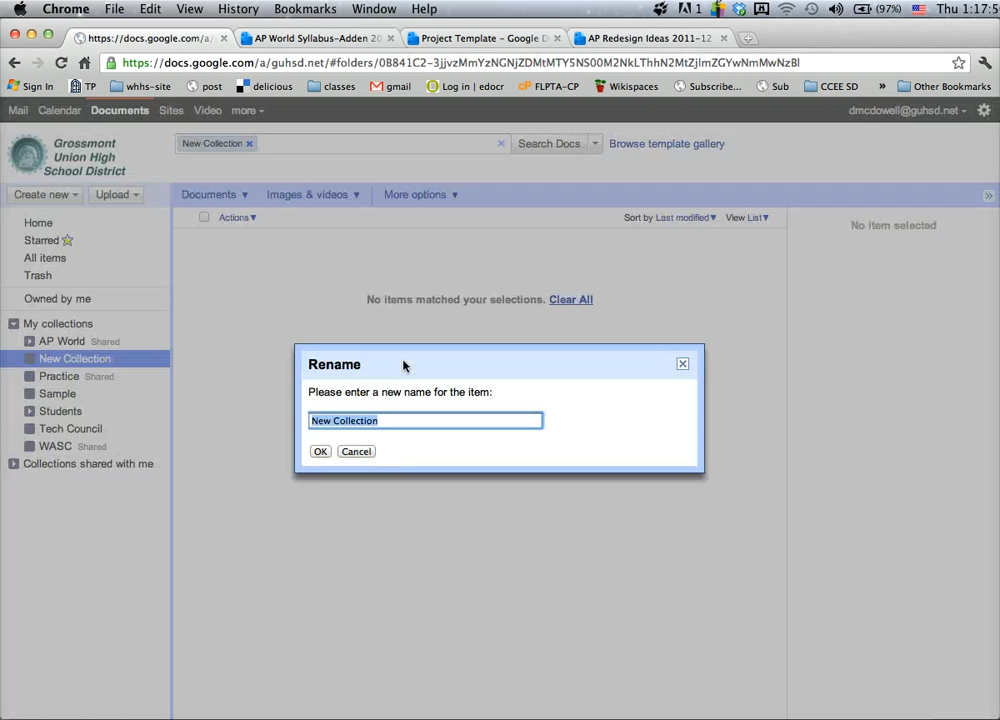 Chrome File Edit View History Bookmarks Window Help 1 (97%) Thu 1:17:5
https://docs.google.com/a/ AP World Syllabus-Adden 20 Project Template - Google D AP Redesign Ideas 2011-12
https://docs.google.com/a/guhsd.net/#folders/0B841C2-3jjvzMmYzNGNjZDMtMTY5NS00M2NkLThhN2MtZjlmZGYwNmMwNzBl
Sign In TP whhs-site post delicious classes gmail Log in | edocr FLPTA-CP Wikispaces Subscribe... Sub » CCEE SD Other Bookmarks
Mail Calendar Documents Sites Video more dmcdowell@guhsd.net
Grossmont
Union High
School District
New Collection Search Docs Browse template gallery
Create new Upload Documents Images & videos More options »
Actions Sort by Last modified View List
No item selected
Home
Starred
All items
Trash
Owned by me
My collections
AP World Shared
New Collection
Practice Shared
Sample
Students
Tech Council
WASC Shared
Collections shared with me
No items matched your selections. Clear All
Rename
Please enter a new name for the item:
New Collection
OK Cancel